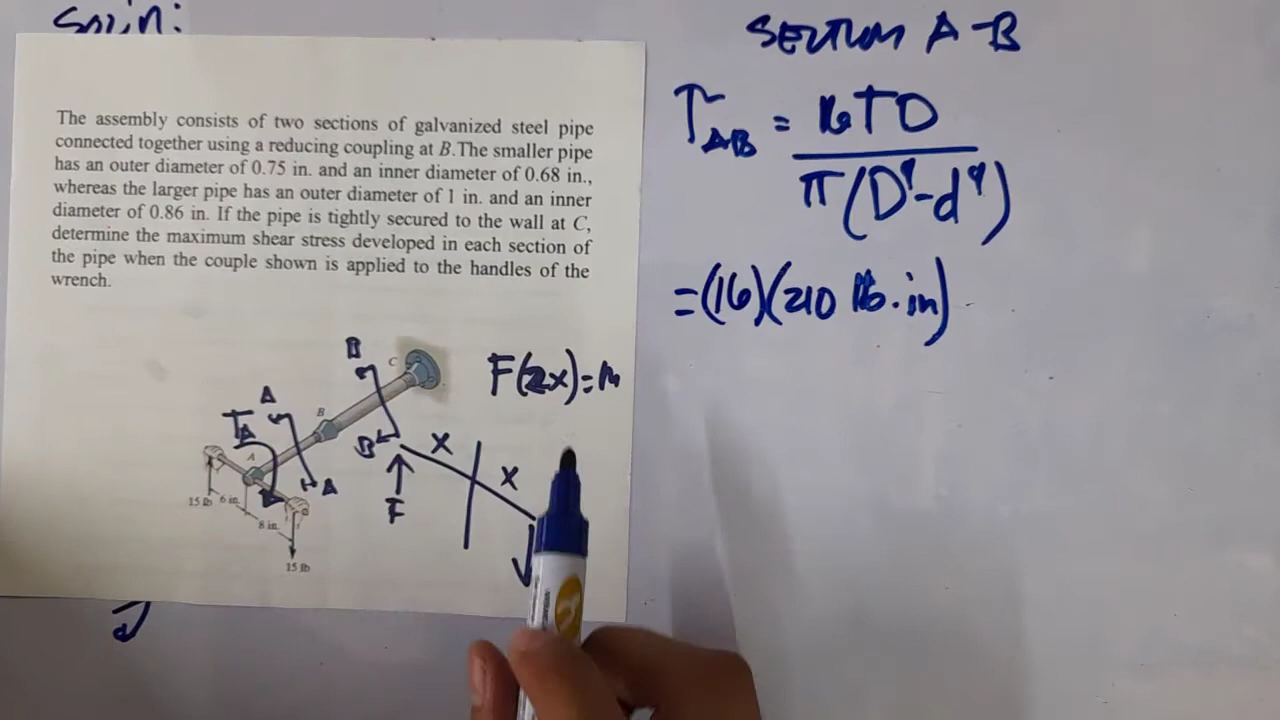 Sol'n:
The assembly consists of two sections of galvanized steel pipe
connected together using a reducing coupling at B. The smaller pipe
has an outer diameter of 0.75 in. and an inner diameter of 0.68 in.,
whereas the larger pipe has an outer diameter of 1 in. and an inner
diameter of 0.86 in. If the pipe is tightly secured to the wall at C,
determine the maximum shear stress developed in each section of
the pipe when the couple shown is applied to the handles of the
wrench.
B
C
F(2x)=M
A
B
T_A
B
x
A
x
A
15 lb
6 in.
F
8 in.
15 lb
SECTION A-B
τ_AB = 16TD
π(D⁴-d⁴)
=(16)(210 lb·in)